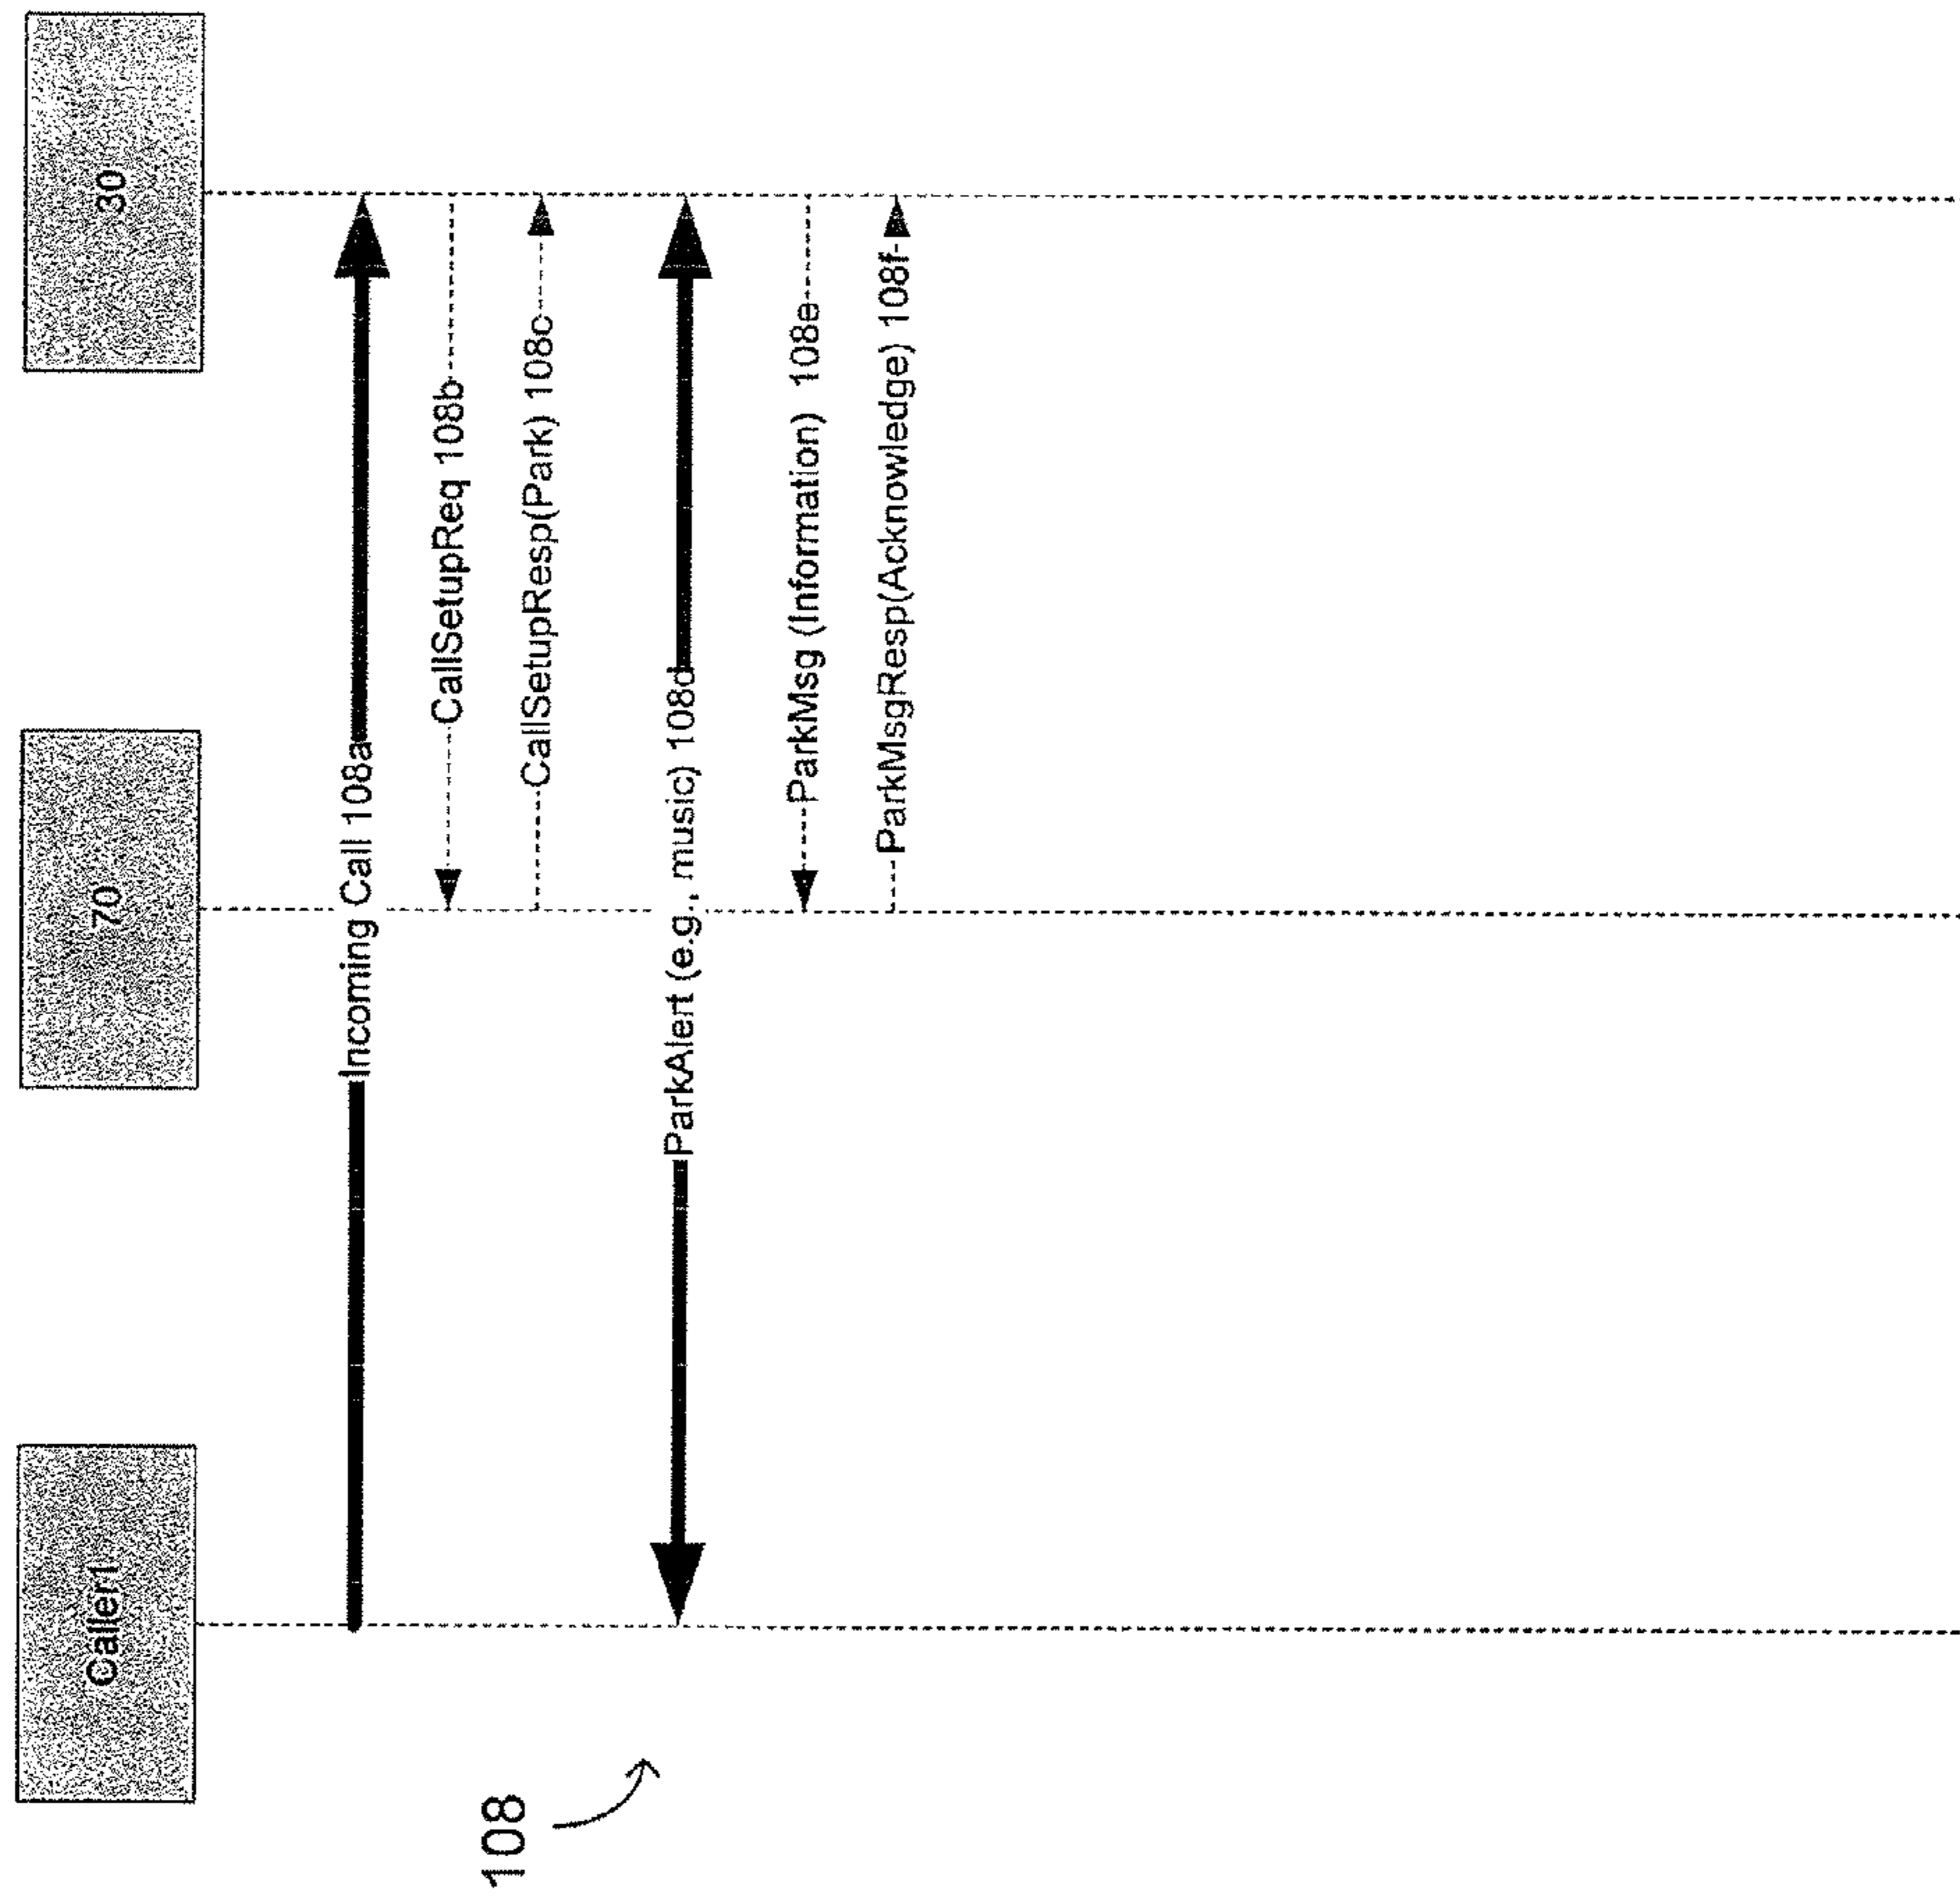 Caller1
70
30
Incoming Call 108a
CallSetupReq 108b
CallSetupResp(Park) 108c
ParkAlert (e.g., music) 108d
ParkMsg (Information) 108e
ParkMsgResp(Acknowledge) 108f
108